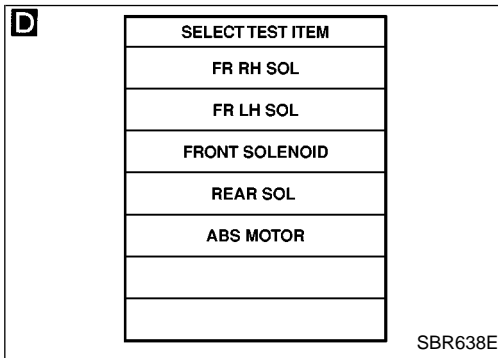 D
SELECT TEST ITEM
FR RH SOL
FR LH SOL
FRONT SOLENOID
REAR SOL
ABS MOTOR
SBR638E